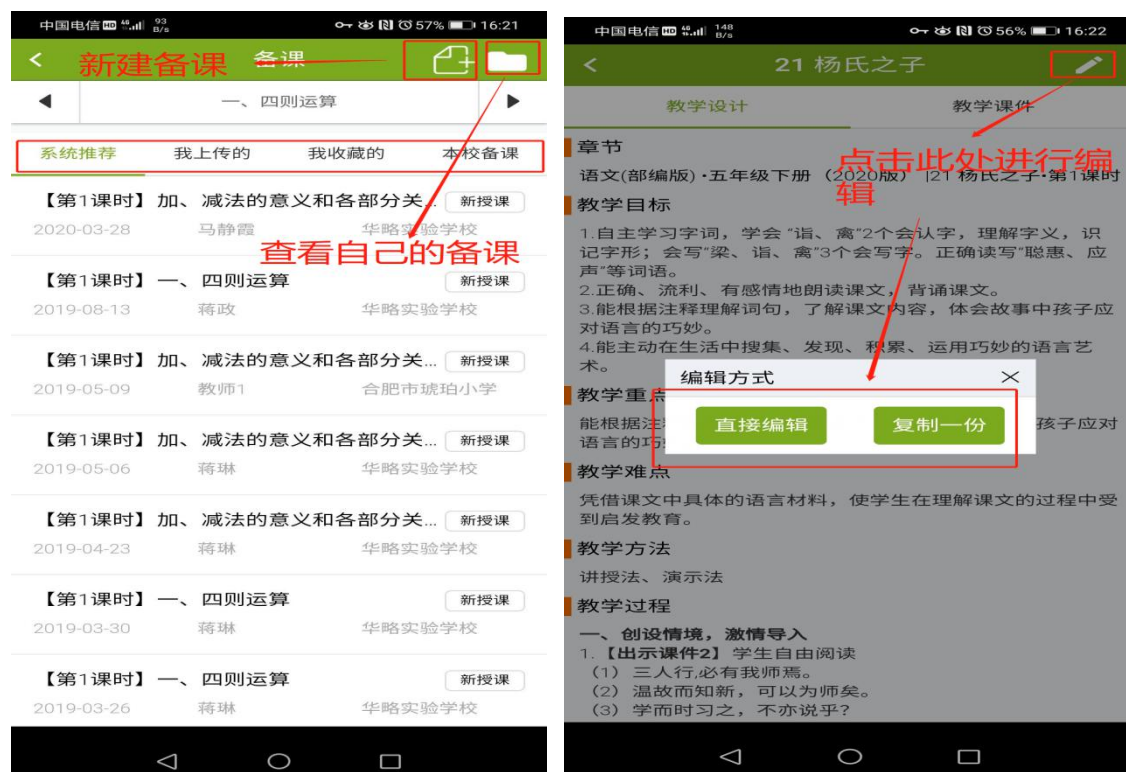 中国电信 HD 4G 93 B/s 57% 16:21
新建备课 备课
一、四则运算
系统推荐 我上传的 我收藏的 本校备课
【第1课时】加、减法的意义和各部分关... 新授课
2020-03-28 马静霞 华略实验学校
查看自己的备课
【第1课时】一、四则运算 新授课
2019-08-13 蒋政 华略实验学校
【第1课时】加、减法的意义和各部分关... 新授课
2019-05-09 教师1 合肥市琥珀小学
【第1课时】加、减法的意义和各部分关... 新授课
2019-05-06 蒋琳 华略实验学校
【第1课时】加、减法的意义和各部分关... 新授课
2019-04-23 蒋琳 华略实验学校
【第1课时】一、四则运算 新授课
2019-03-30 蒋琳 华略实验学校
【第1课时】一、四则运算 新授课
2019-03-26 蒋琳 华略实验学校
中国电信 HD 4G 148 B/s 56% 16:22
21 杨氏之子
教学设计 教学课件
章节
点击此处进行编
辑
语文(部编版)·五年级下册（2020版） |21 杨氏之子·第1课时
教学目标
1.自主学习字词，学会“诣、禽”2个会认字，理解字义，识
记字形；会写“梁、诣、禽”3个会写字。正确读写“聪惠、应
声”等词语。
2.正确、流利、有感情地朗读课文，背诵课文。
3.能根据注释理解词句，了解课文内容，体会故事中孩子应
对语言的巧妙。
4.能主动在生活中搜集、发现、积累、运用巧妙的语言艺
术。
编辑方式
直接编辑 复制一份
教学重点
能根据注 孩子应对
语言的巧
教学难点
凭借课文中具体的语言材料，使学生在理解课文的过程中受
到启发教育。
教学方法
讲授法、演示法
教学过程
一、创设情境，激情导入
1.【出示课件2】学生自由阅读
（1）三人行,必有我师焉。
（2）温故而知新，可以为师矣。
（3）学而时习之，不亦说乎？